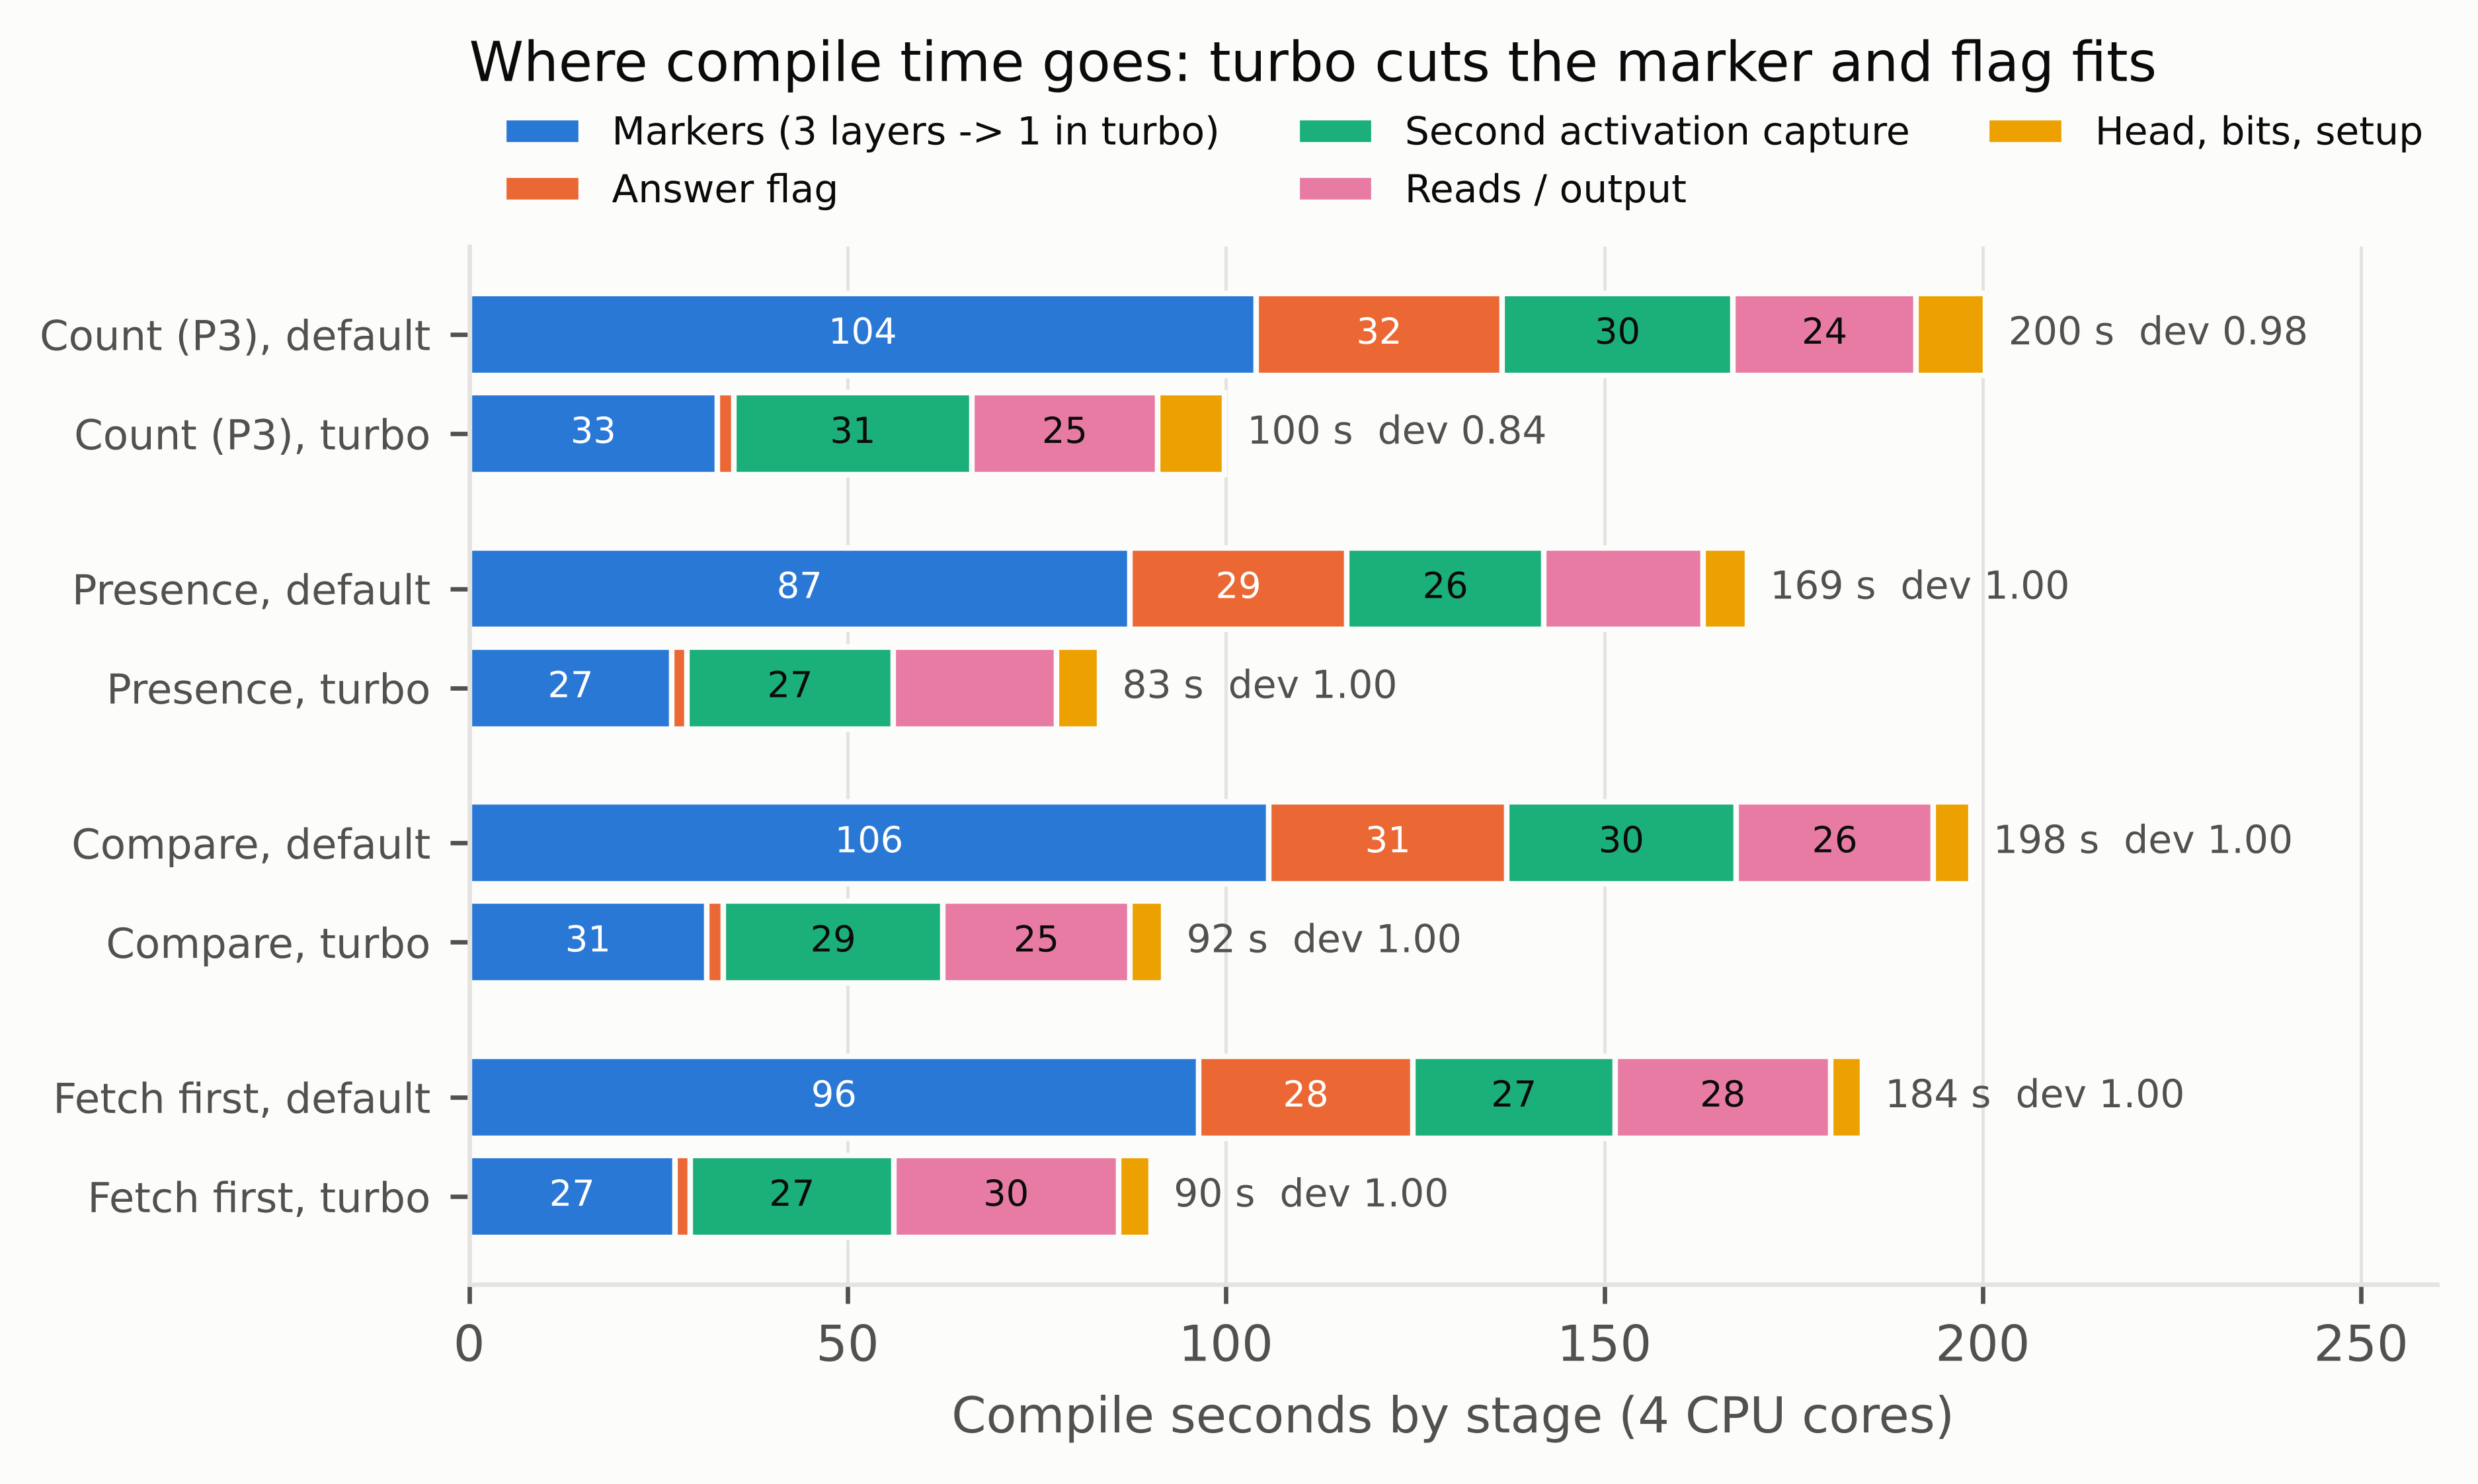 Where compile time goes: turbo cuts the marker and flag fits
Markers (3 layers -> 1 in turbo) Second activation capture Head, bits, setup
Answer flag Reads / output
Count (P3), default 104 32 30 24 200 s dev 0.98
Count (P3), turbo 33 31 25 100 s dev 0.84
Presence, default 87 29 26 169 s dev 1.00
Presence, turbo 27 27 83 s dev 1.00
Compare, default 106 31 30 26 198 s dev 1.00
Compare, turbo 31 29 25 92 s dev 1.00
Fetch first, default 96 28 27 28 184 s dev 1.00
Fetch first, turbo 27 27 30 90 s dev 1.00
0 50 100 150 200 250
Compile seconds by stage (4 CPU cores)